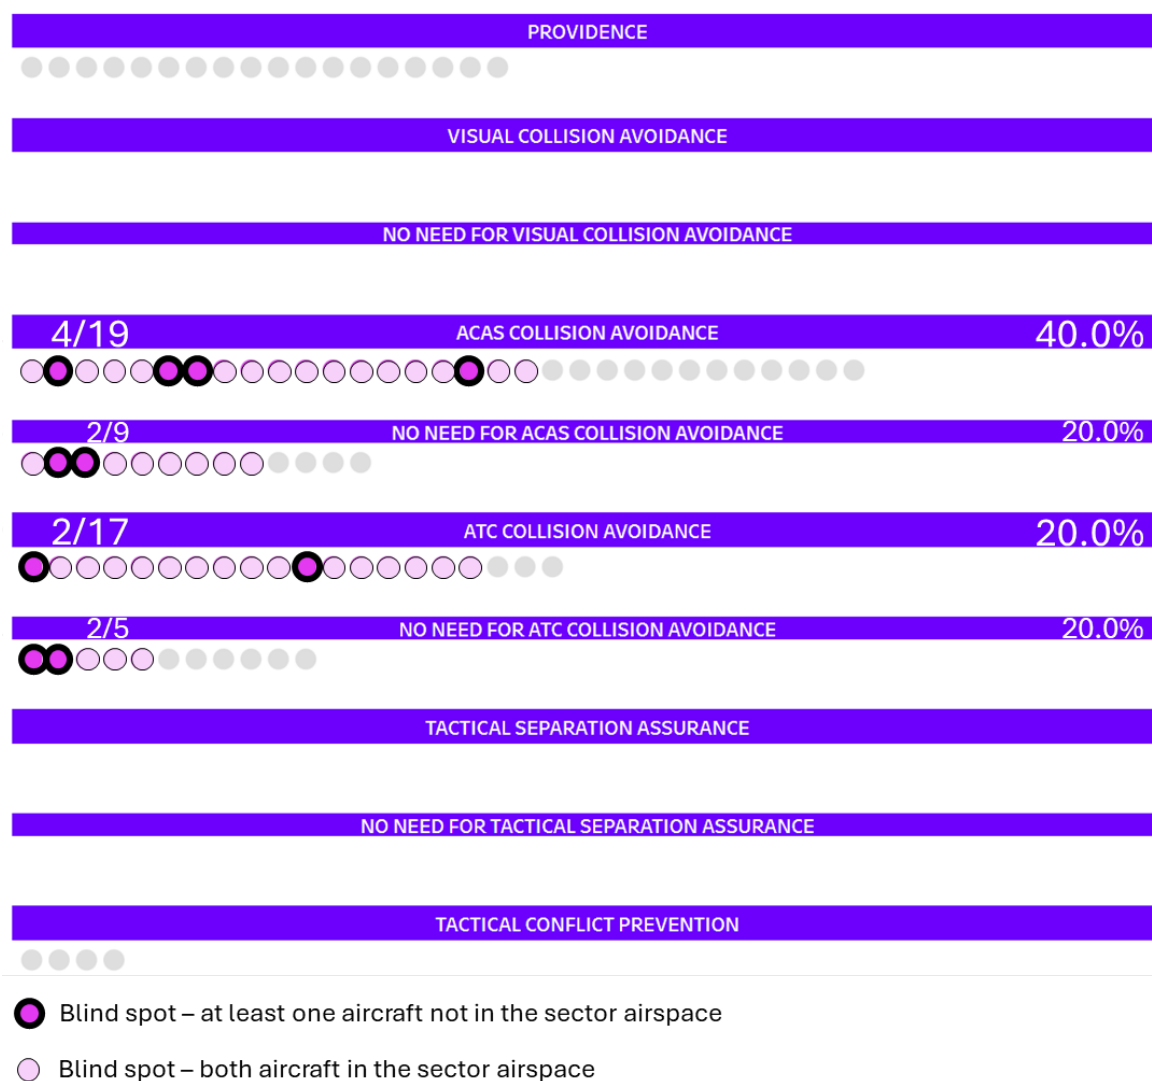 PROVIDENCE
VISUAL COLLISION AVOIDANCE
NO NEED FOR VISUAL COLLISION AVOIDANCE
4/19 ACAS COLLISION AVOIDANCE 40.0%
2/9 NO NEED FOR ACAS COLLISION AVOIDANCE 20.0%
2/17 ATC COLLISION AVOIDANCE 20.0%
2/5 NO NEED FOR ATC COLLISION AVOIDANCE 20.0%
TACTICAL SEPARATION ASSURANCE
NO NEED FOR TACTICAL SEPARATION ASSURANCE
TACTICAL CONFLICT PREVENTION
Blind spot – at least one aircraft not in the sector airspace
Blind spot – both aircraft in the sector airspace